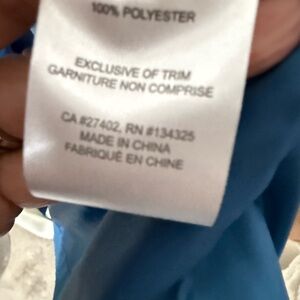 100% POLYESTER
EXCLUSIVE OF TRIM
GARNITURE NON COMPRISE
CA #27402, RN #134325
MADE IN CHINA
FABRIQUÉ EN CHINE